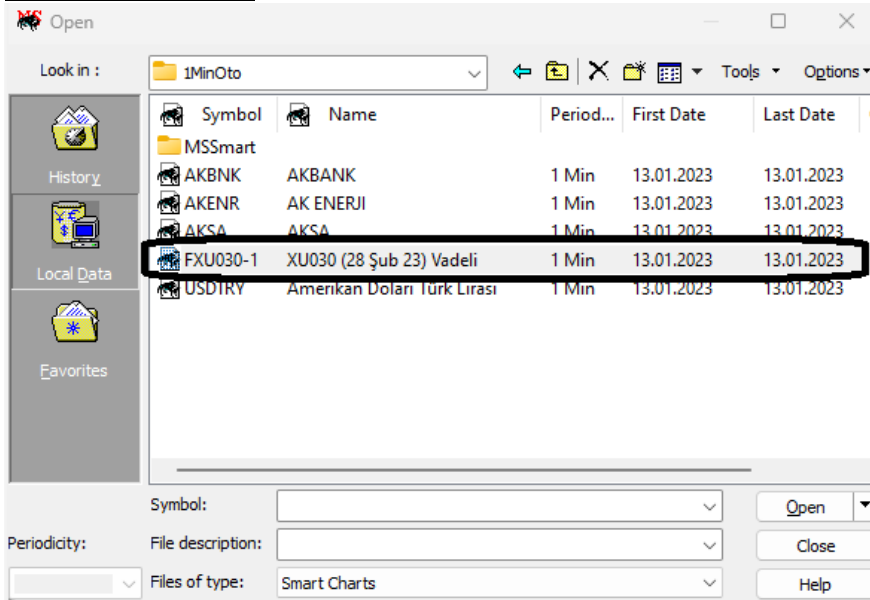 MS Open
Look in :
1MinOto
Tools Options
History
Local Data
Favorites
Symbol Name Period... First Date Last Date
MSSmart
AKBNK AKBANK 1 Min 13.01.2023 13.01.2023
AKENR AK ENERJI 1 Min 13.01.2023 13.01.2023
AKSA AKSA 1 Min 13.01.2023 13.01.2023
FXU030-1 XU030 (28 Şub 23) Vadeli 1 Min 13.01.2023 13.01.2023
USDTRY Amerikan Doları Türk Lirası 1 Min 13.01.2023 13.01.2023
Symbol:
Open
Periodicity:
File description:
Close
Files of type: Smart Charts
Help